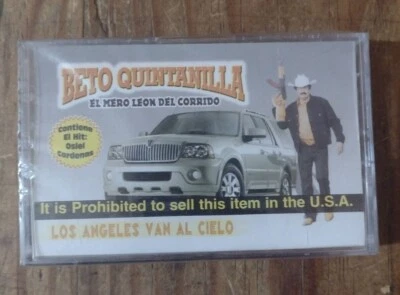 BETO QUINTANILLA
EL MERO LEON DEL CORRIDO
Contiene
El Hit:
Osiel
Cardenas
It is Prohibited to sell this item in the U.S.A.
LOS ANGELES VAN AL CIELO